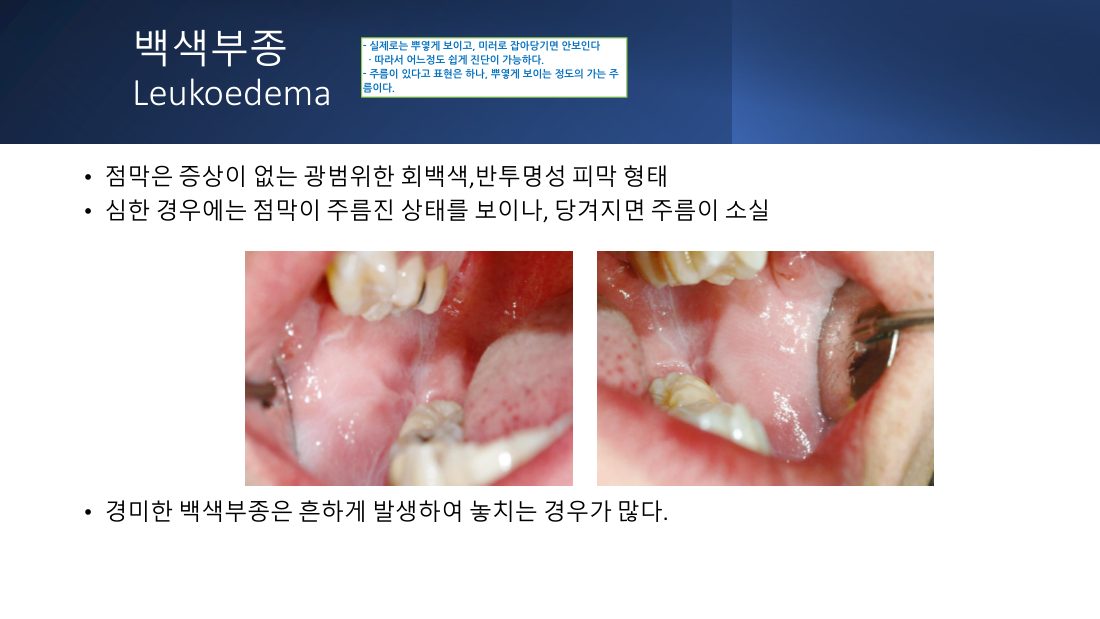 백색부종
Leukoedema
- 실제로는 뿌옇게 보이고, 미러로 잡아당기면 안보인다
- 따라서 어느정도 쉽게 진단이 가능하다.
- 주름이 있다고 표현은 하나, 뿌옇게 보이는 정도의 가는 주
름이다.
• 점막은 증상이 없는 광범위한 회백색,반투명성 피막 형태
• 심한 경우에는 점막이 주름진 상태를 보이나, 당겨지면 주름이 소실
• 경미한 백색부종은 흔하게 발생하여 놓치는 경우가 많다.